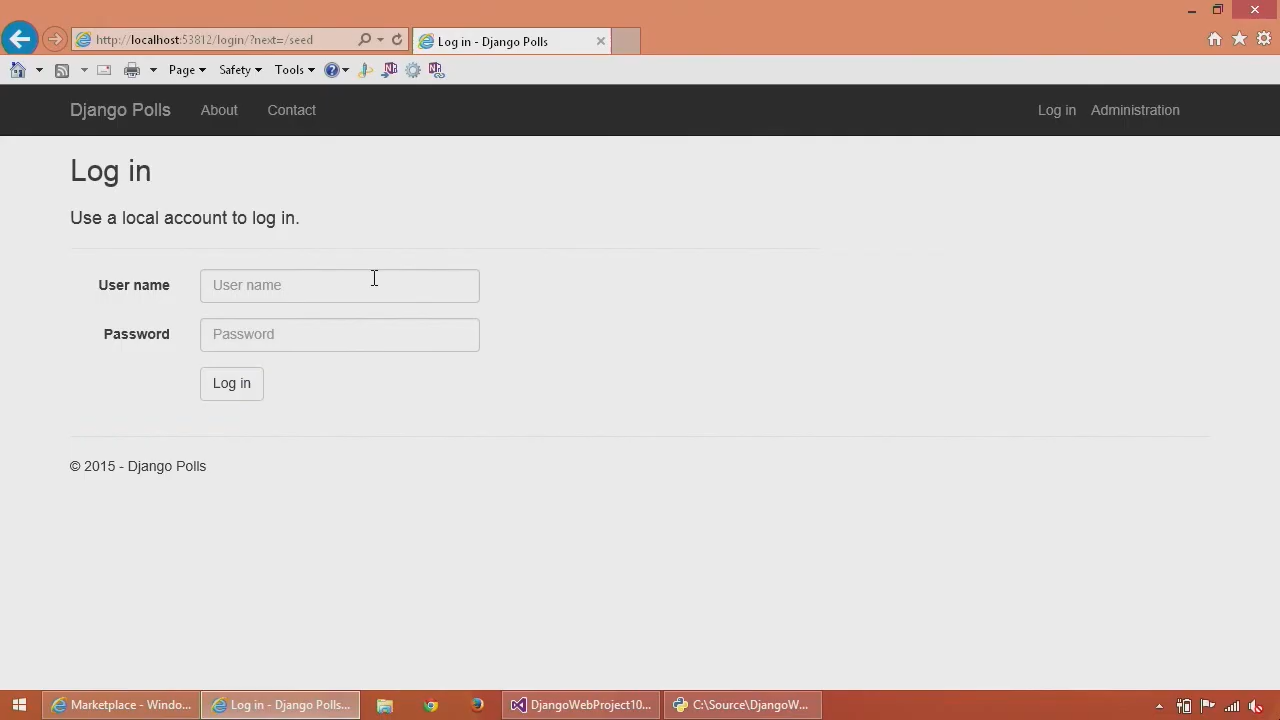 http://localhost:53812/login/?next=/seed
Log in - Django Polls
Page
Safety
Tools
Django Polls
About
Contact
Log in
Administration
Log in
Use a local account to log in.
User name
User name
Password
Password
Log in
© 2015 - Django Polls
Marketplace - Windo...
Log in - Django Polls...
DjangoWebProject10...
C:\Source\DjangoW...